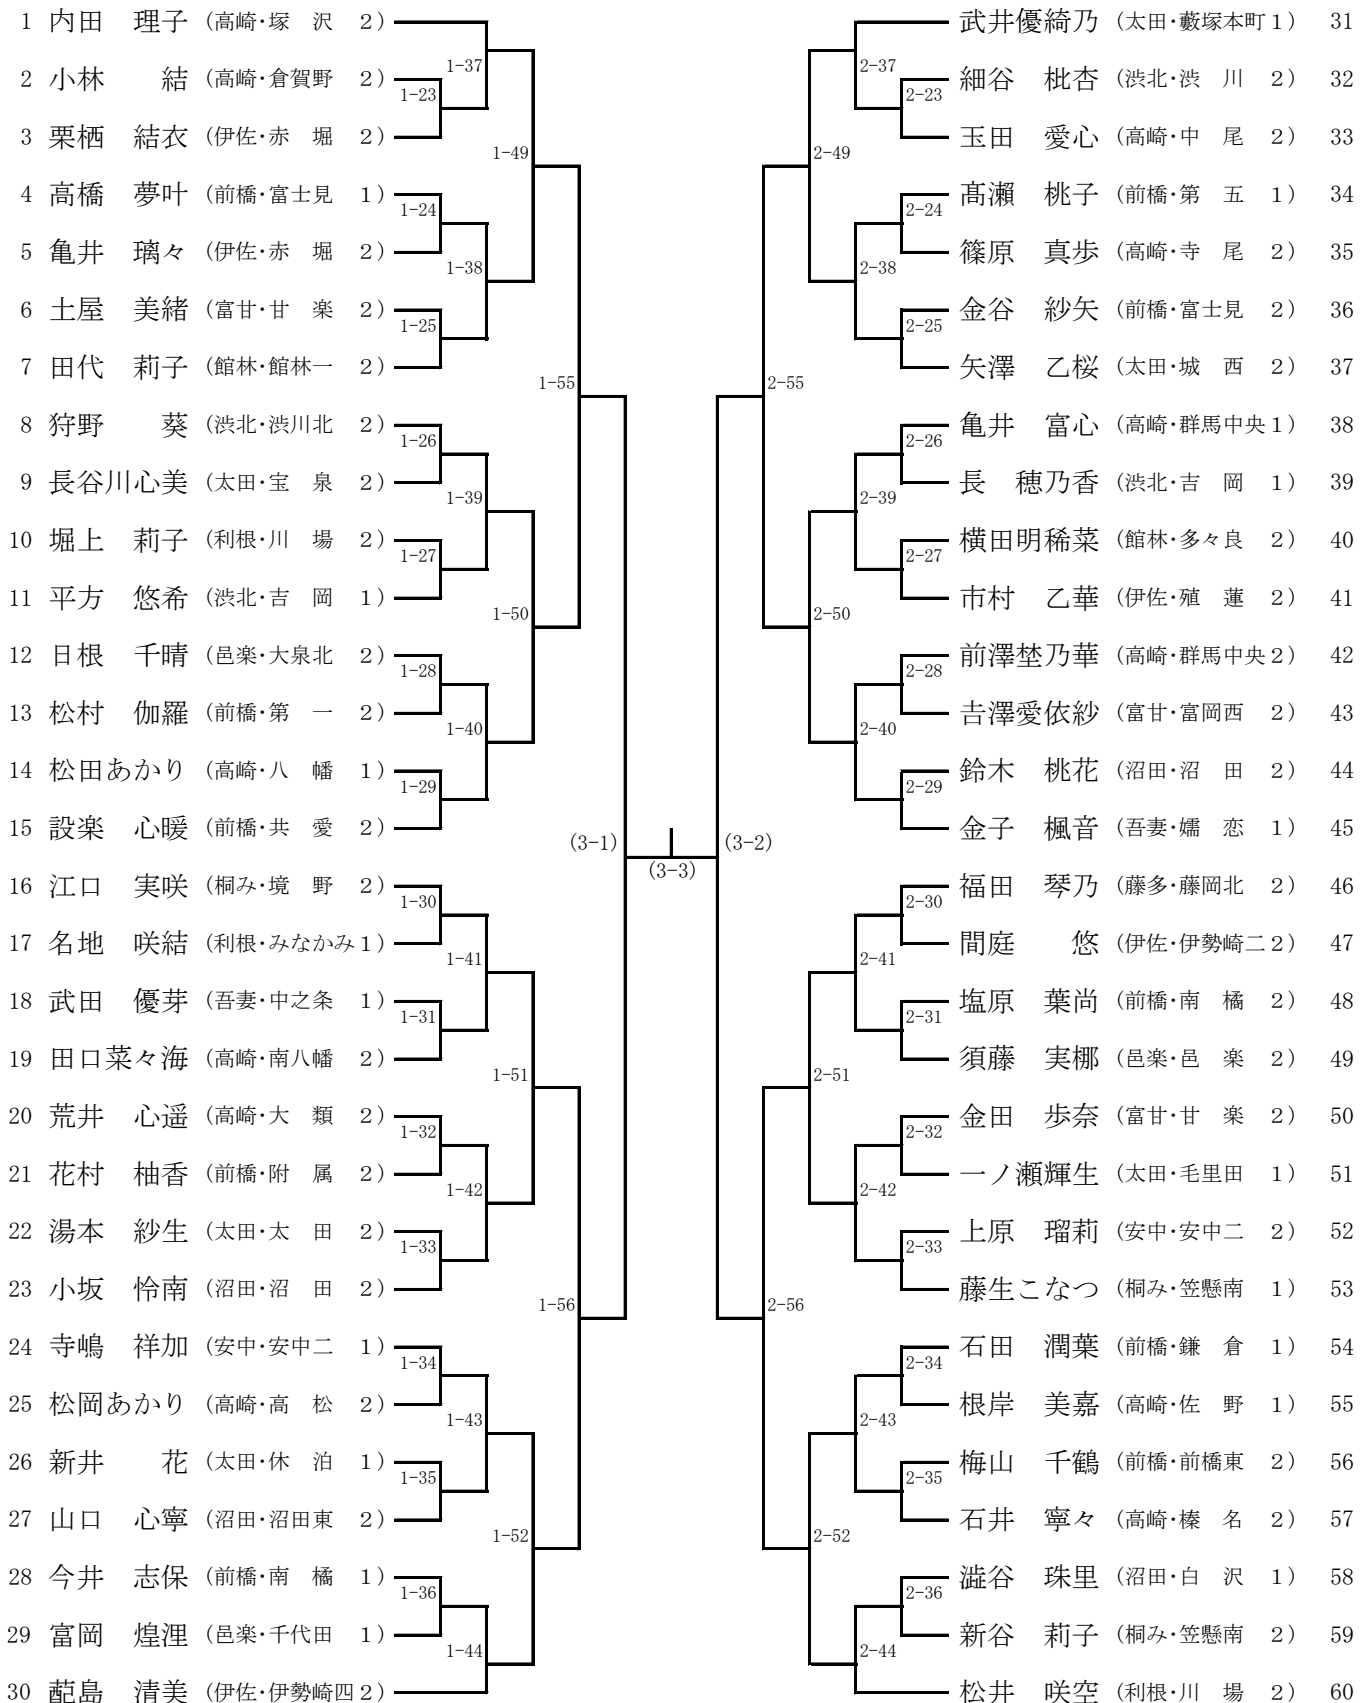 1 内田 理子 (高崎・塚 沢 2)
2 小林 結 (高崎・倉賀野 2)
3 栗栖 結衣 (伊佐・赤 堀 2)
4 高橋 夢叶 (前橋・富士見 1)
5 亀井 璃々 (伊佐・赤 堀 2)
6 土屋 美緒 (富甘・甘 楽 2)
7 田代 莉子 (館林・館林一 2)
8 狩野 葵 (渋北・渋川北 2)
9 長谷川心美 (太田・宝 泉 2)
10 堀上 莉子 (利根・川 場 2)
11 平方 悠希 (渋北・吉 岡 1)
12 日根 千晴 (邑楽・大泉北 2)
13 松村 伽羅 (前橋・第 一 2)
14 松田あかり (高崎・八 幡 1)
15 設楽 心暖 (前橋・共 愛 2)
16 江口 実咲 (桐み・境 野 2)
17 名地 咲結 (利根・みなかみ1)
18 武田 優芽 (吾妻・中之条 1)
19 田口菜々海 (高崎・南八幡 2)
20 荒井 心遥 (高崎・大 類 2)
21 花村 柚香 (前橋・附 属 2)
22 湯本 紗生 (太田・太 田 2)
23 小坂 怜南 (沼田・沼 田 2)
24 寺嶋 祥加 (安中・安中二 1)
25 松岡あかり (高崎・高 松 2)
26 新井 花 (太田・休 泊 1)
27 山口 心寧 (沼田・沼田東 2)
28 今井 志保 (前橋・南 橘 1)
29 富岡 煌浬 (邑楽・千代田 1)
30 蓜島 清美 (伊佐・伊勢崎四2)
1-37
1-23
1-49
1-24
1-38
1-25
1-55
1-26
1-39
1-27
1-50
1-28
1-40
1-29
1-30
1-41
1-31
1-51
1-32
1-42
1-33
1-56
1-34
1-43
1-35
1-52
1-36
1-44
(3-1)
(3-3)
(3-2)
2-37
2-23
2-49
2-24
2-38
2-25
2-55
2-26
2-39
2-27
2-50
2-28
2-40
2-29
2-30
2-41
2-31
2-51
2-32
2-42
2-33
2-56
2-34
2-43
2-35
2-52
2-36
2-44
武井優綺乃 (太田・藪塚本町1) 31
細谷 枇杏 (渋北・渋 川 2) 32
玉田 愛心 (高崎・中 尾 2) 33
髙瀨 桃子 (前橋・第 五 1) 34
篠原 真歩 (高崎・寺 尾 2) 35
金谷 紗矢 (前橋・富士見 2) 36
矢澤 乙桜 (太田・城 西 2) 37
亀井 富心 (高崎・群馬中央1) 38
長 穂乃香 (渋北・吉 岡 1) 39
横田明稀菜 (館林・多々良 2) 40
市村 乙華 (伊佐・殖 蓮 2) 41
前澤埜乃華 (高崎・群馬中央2) 42
𠮷澤愛依紗 (富甘・富岡西 2) 43
鈴木 桃花 (沼田・沼 田 2) 44
金子 楓音 (吾妻・嬬 恋 1) 45
福田 琴乃 (藤多・藤岡北 2) 46
間庭 悠 (伊佐・伊勢崎二2) 47
塩原 葉尚 (前橋・南 橘 2) 48
須藤 実梛 (邑楽・邑 楽 2) 49
金田 歩奈 (富甘・甘 楽 2) 50
一ノ瀬輝生 (太田・毛里田 1) 51
上原 瑠莉 (安中・安中二 2) 52
藤生こなつ (桐み・笠懸南 1) 53
石田 潤葉 (前橋・鎌 倉 1) 54
根岸 美嘉 (高崎・佐 野 1) 55
梅山 千鶴 (前橋・前橋東 2) 56
石井 寧々 (高崎・榛 名 2) 57
澁谷 珠里 (沼田・白 沢 1) 58
新谷 莉子 (桐み・笠懸南 2) 59
松井 咲空 (利根・川 場 2) 60